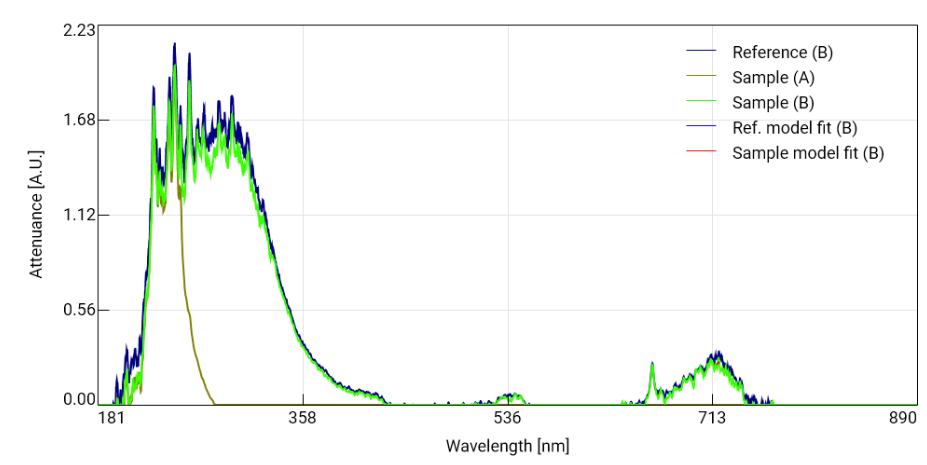 2.23
1.68
1.12
0.56
0.00
Attenuance [A.U.]
181
358
536
713
890
Wavelength [nm]
Reference (B)
Sample (A)
Sample (B)
Ref. model fit (B)
Sample model fit (B)